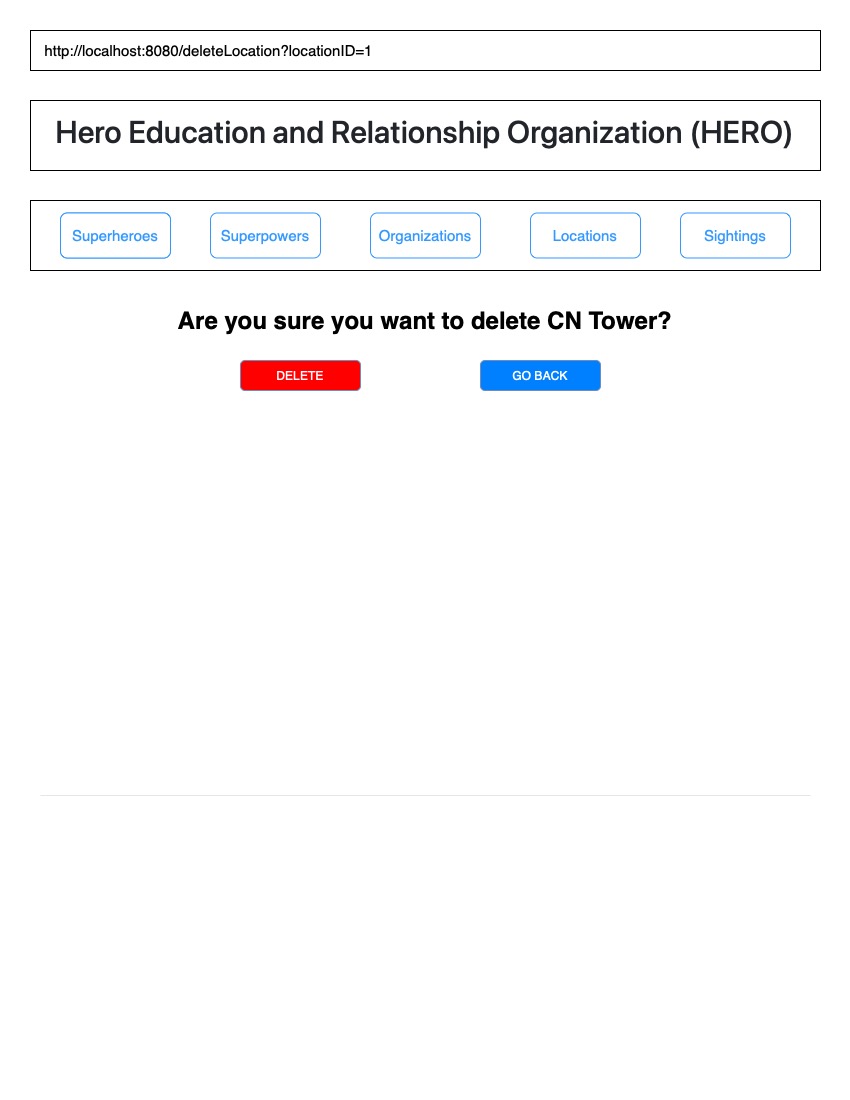 http://localhost:8080/deleteLocation?locationID=1
Hero Education and Relationship Organization (HERO)
Superheroes Superpowers Organizations Locations Sightings
Are you sure you want to delete CN Tower?
DELETE GO BACK